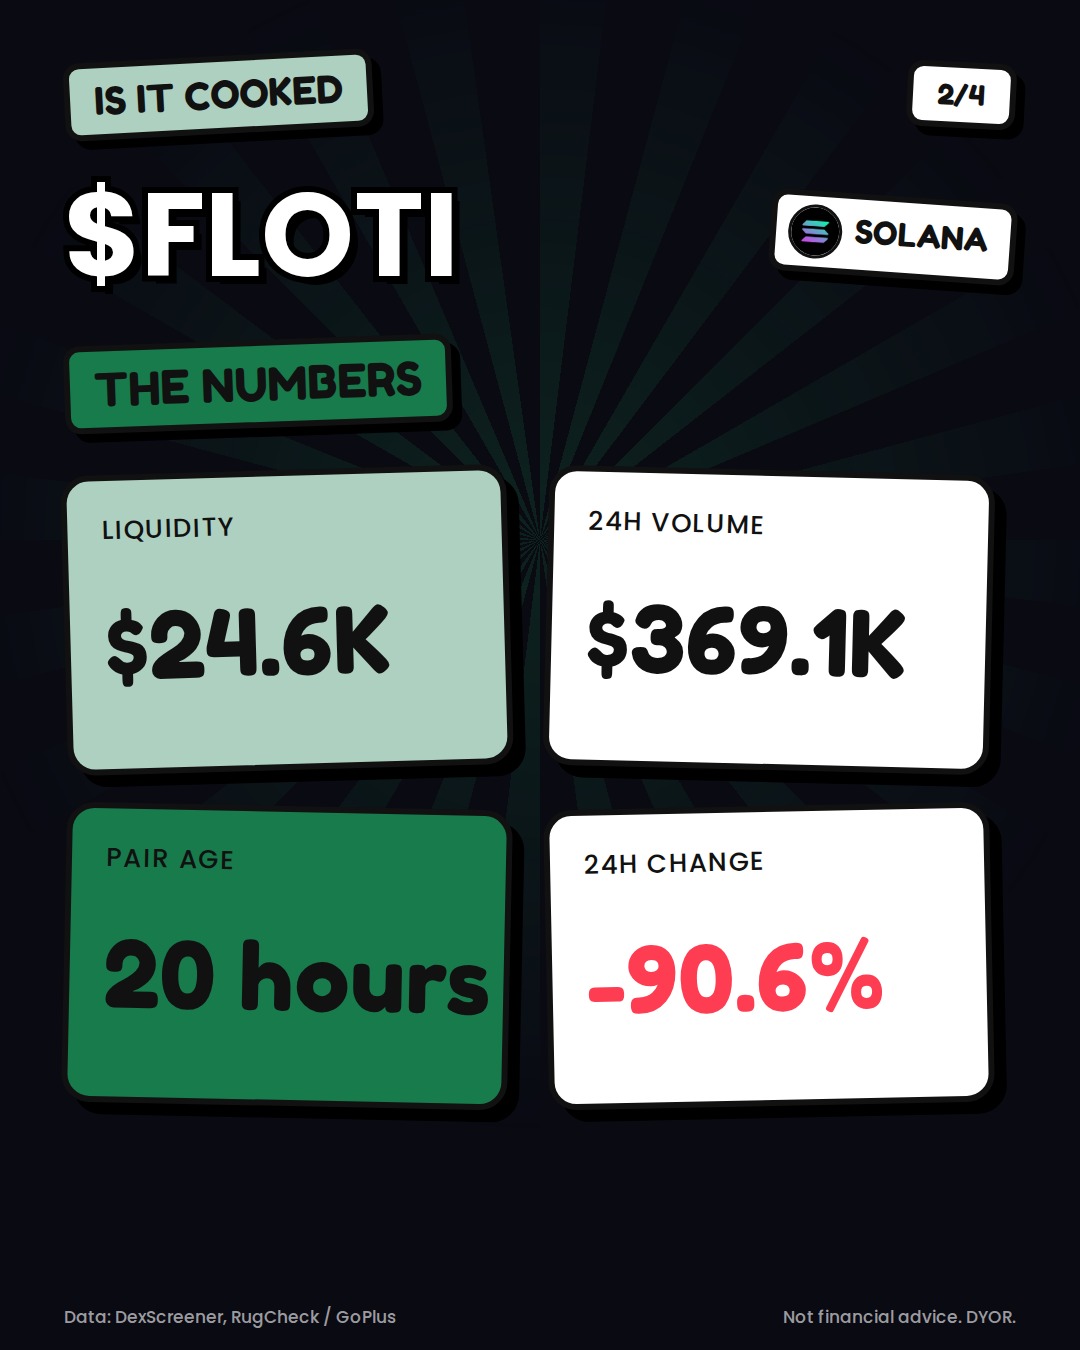 IS IT COOKED
2/4
$FLOTI
SOLANA
THE NUMBERS
LIQUIDITY
$24.6K
24H VOLUME
$369.1K
PAIR AGE
20 hours
24H CHANGE
-90.6%
Data: DexScreener, RugCheck / GoPlus
Not financial advice. DYOR.